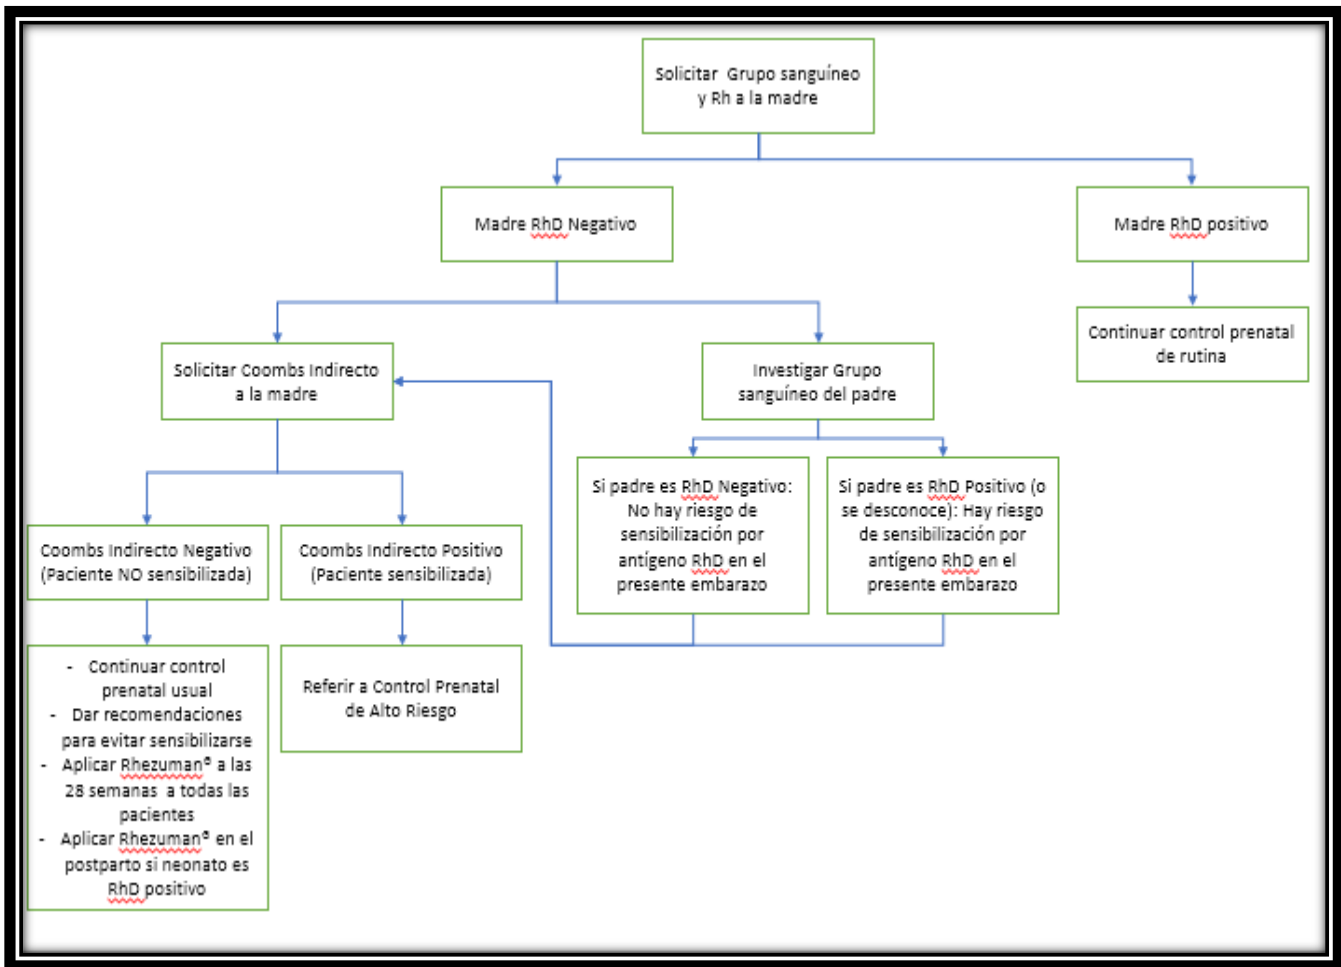 Solicitar Grupo sanguíneo
y Rh a la madre
Madre RhD Negativo
Madre RhD positivo
Continuar control prenatal
de rutina
Solicitar Coombs Indirecto
a la madre
Investigar Grupo
sanguíneo del padre
Si padre es RhD Negativo:
No hay riesgo de
sensibilización por
antígeno RhD en el
presente embarazo
Si padre es RhD Positivo (o
se desconoce): Hay riesgo
de sensibilización por
antígeno RhD en el
presente embarazo
Coombs Indirecto Negativo
(Paciente NO sensibilizada)
Coombs Indirecto Positivo
(Paciente sensibilizada)
- Continuar control
prenatal usual
- Dar recomendaciones
para evitar sensibilizarse
- Aplicar Rhezuman® a las
28 semanas a todas las
pacientes
- Aplicar Rhezuman® en el
postparto si neonato es
RhD positivo
Referir a Control Prenatal
de Alto Riesgo